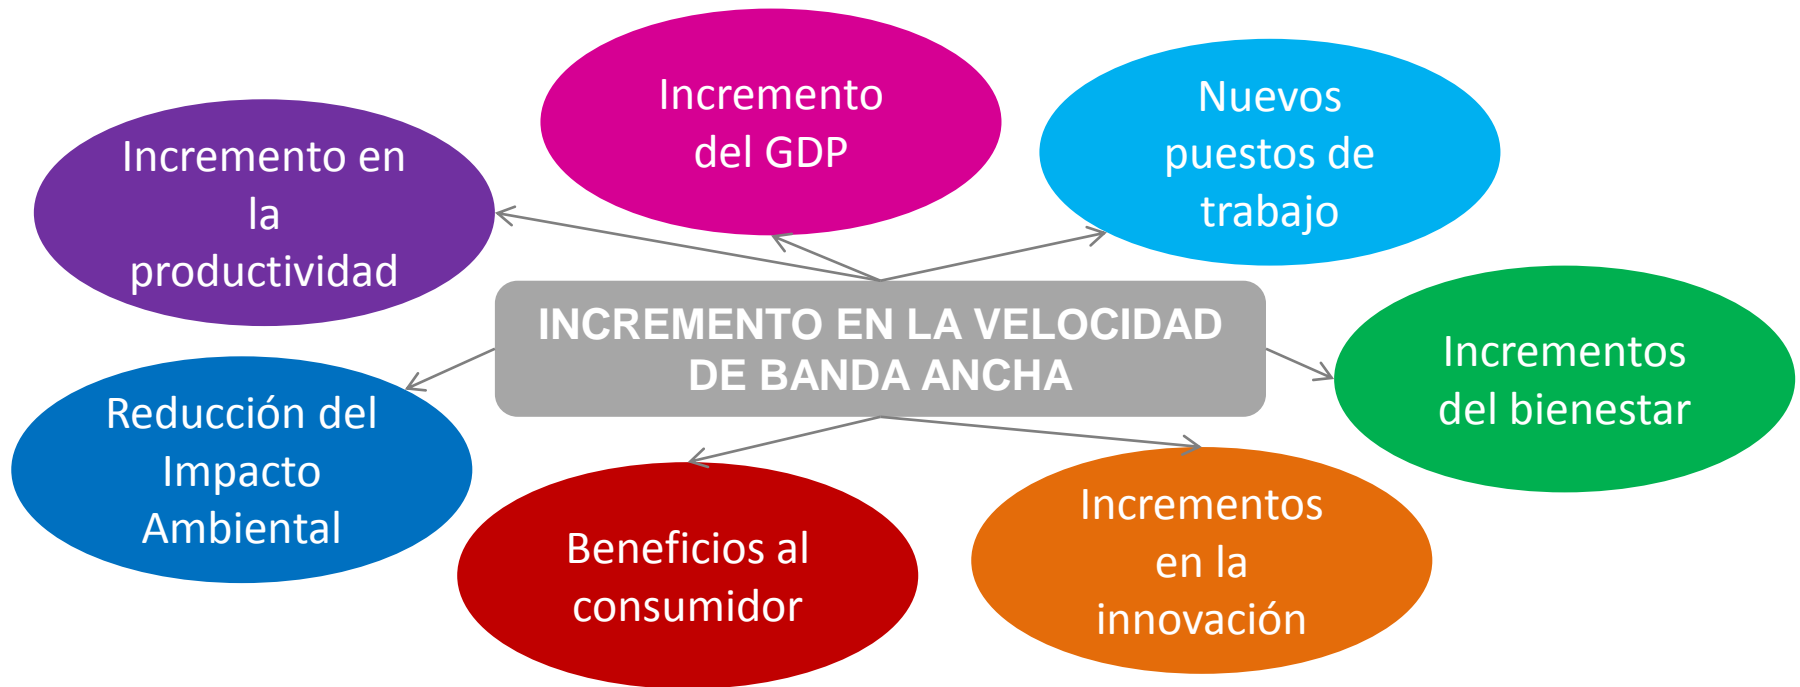 Incremento
del GDP
Nuevos
puestos de
trabajo
Incremento en
la
productividad
INCREMENTO EN LA VELOCIDAD
DE BANDA ANCHA
Incrementos
del bienestar
Reducción del
Impacto
Ambiental
Beneficios al
consumidor
Incrementos
en la
innovación